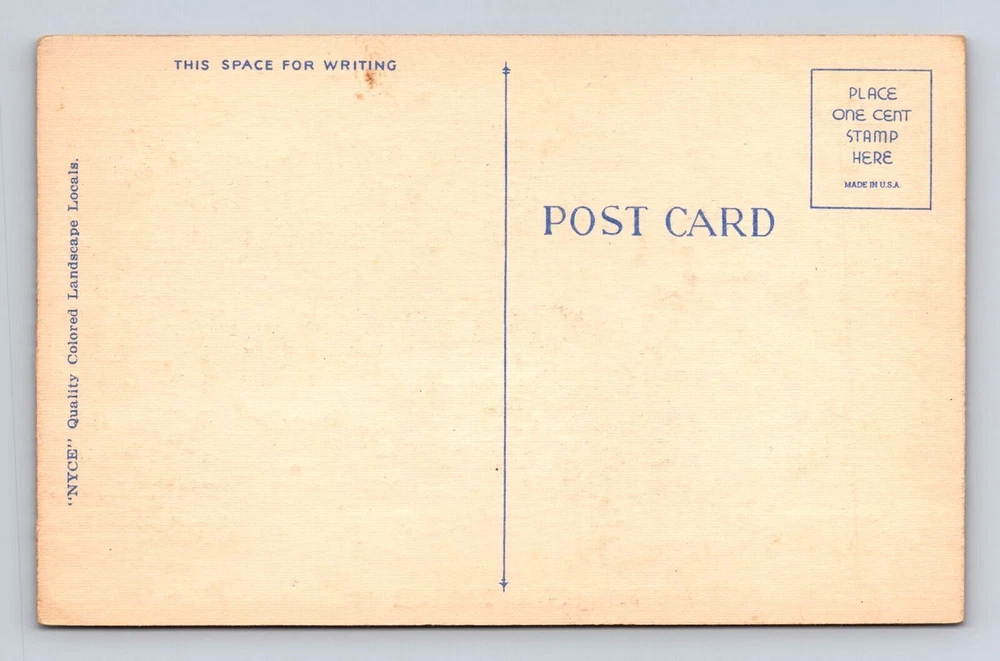 THIS SPACE FOR WRITING
"NYCE" Quality Colored Landscape Locals.
POST CARD
PLACE
ONE CENT
STAMP
HERE
MADE IN U.S.A.